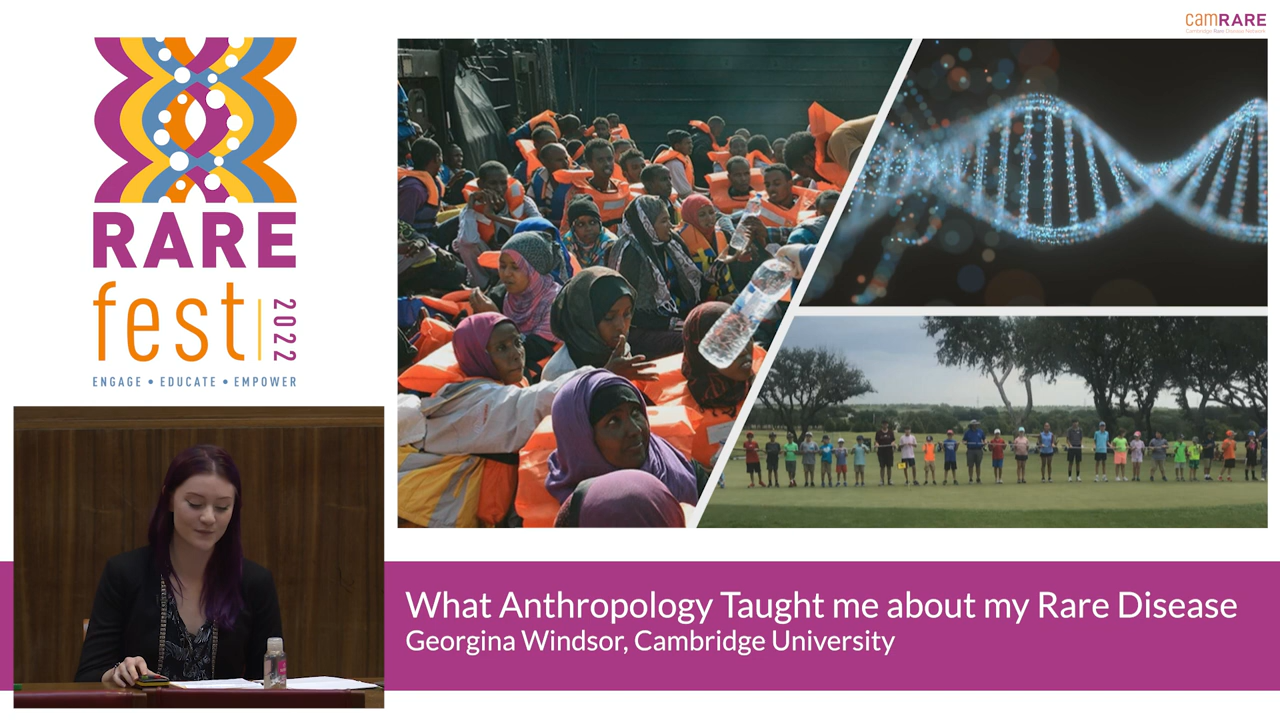 camRARE
Cambridge Rare Disease Network
RARE
fest
2022
ENGAGE • EDUCATE • EMPOWER
What Anthropology Taught me about my Rare Disease
Georgina Windsor, Cambridge University